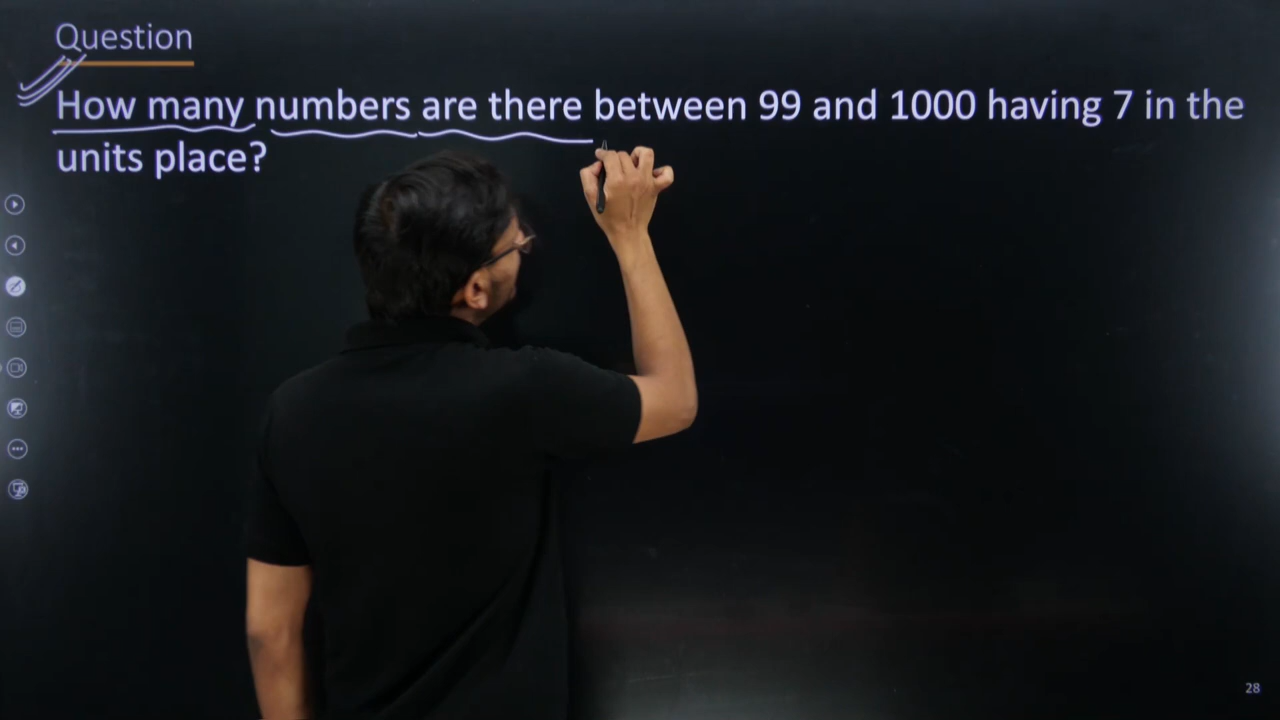 Question
How many numbers are there between 99 and 1000 having 7 in the
units place?
28